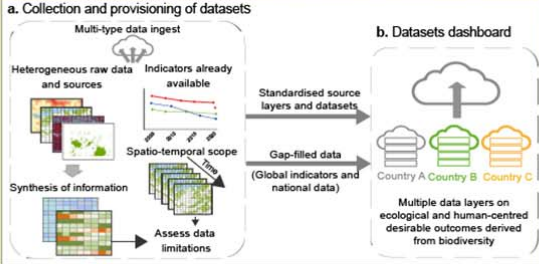 a. Collection and provisioning of datasets
Multi-type data ingest
Heterogeneous raw data
and sources
Indicators already
available
Spatio-temporal scope
Time
Synthesis of information
Assess data
limitations
Standardised source
layers and datasets
Gap-filled data
(Global indicators and
national data)
b. Datasets dashboard
Country A Country B Country C
Multiple data layers on
ecological and human-centred
desirable outcomes derived
from biodiversity